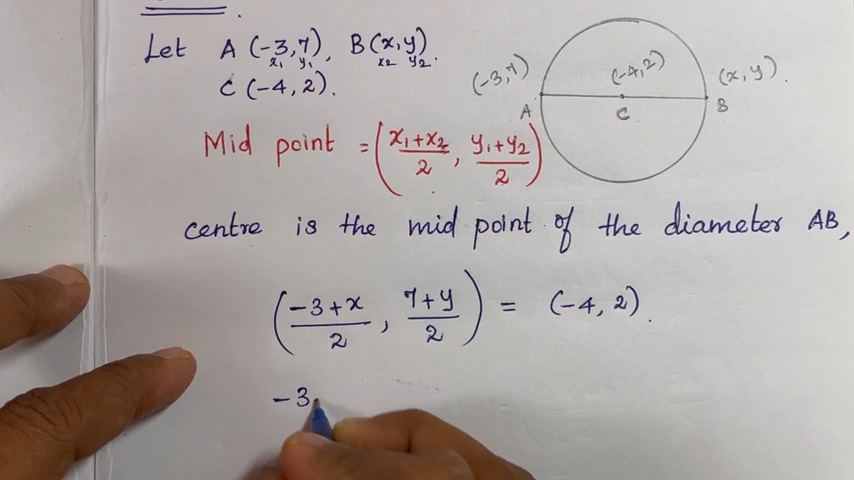 Let A (-3,7), B(x,y).
x₁ y₁ x₂ y₂
C (-4, 2).
(-3,7) (-4,2) (x, y).
A C B
Mid point = (x₁+x₂/2, y₁+y₂/2)
centre is the mid point of the diameter AB,
(-3+x/2, 7+y/2) = (-4, 2).
-3